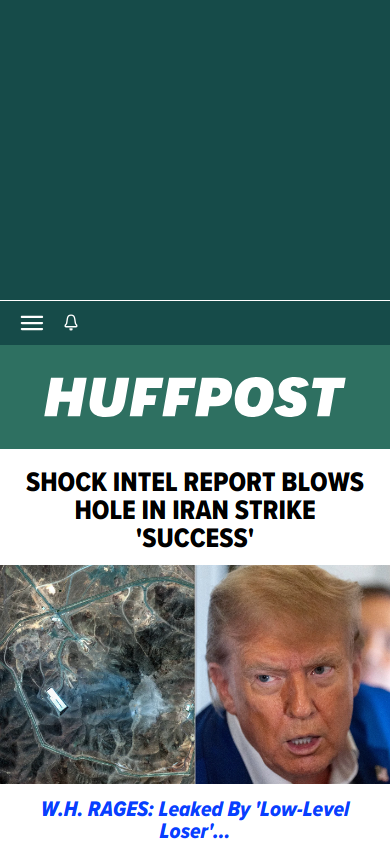 HUFFPOST
SHOCK INTEL REPORT BLOWS
HOLE IN IRAN STRIKE
'SUCCESS'
W.H. RAGES: Leaked By 'Low-Level
Loser'...